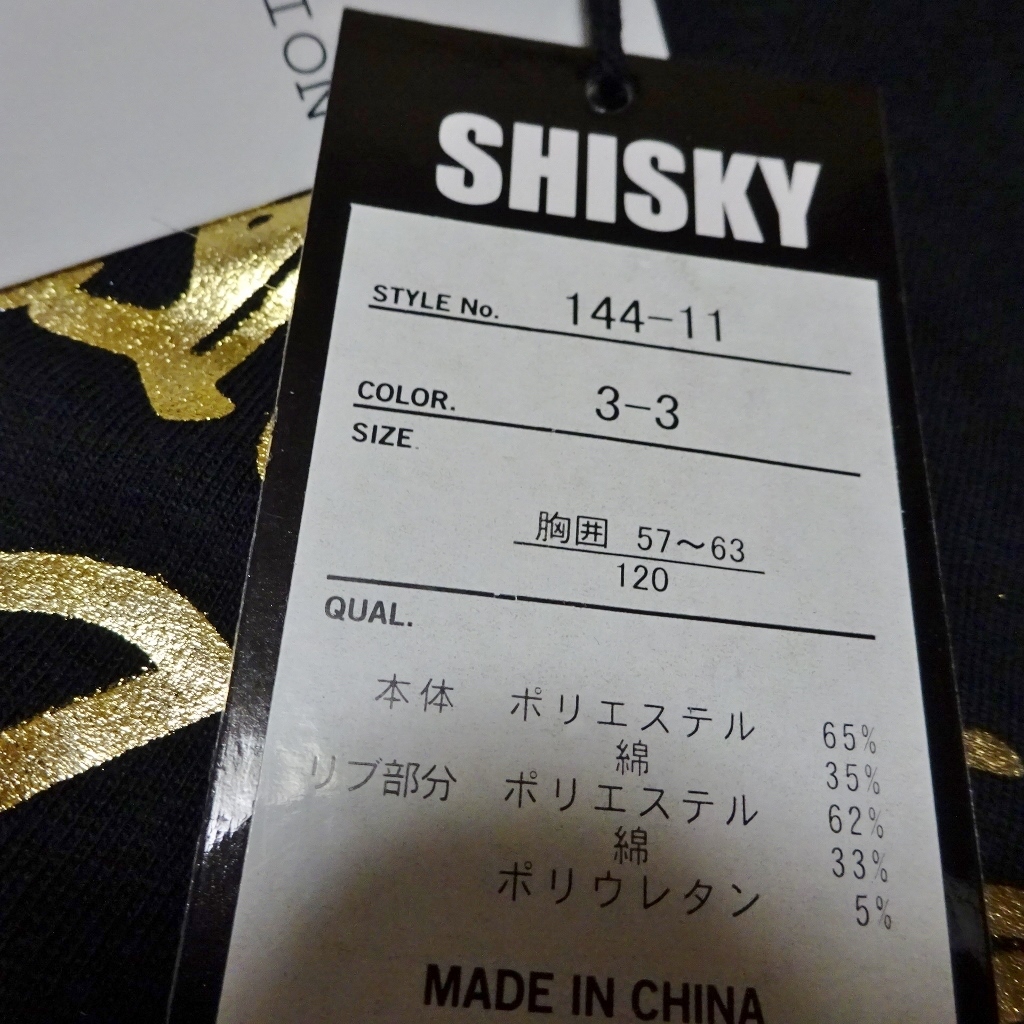 ION
SHISKY
STYLE No. 144-11
COLOR. 3-3
SIZE.
胸囲 57~63
120
QUAL.
本体 ポリエステル 65%
綿 35%
リブ部分 ポリエステル 62%
綿 33%
ポリウレタン 5%
MADE IN CHINA